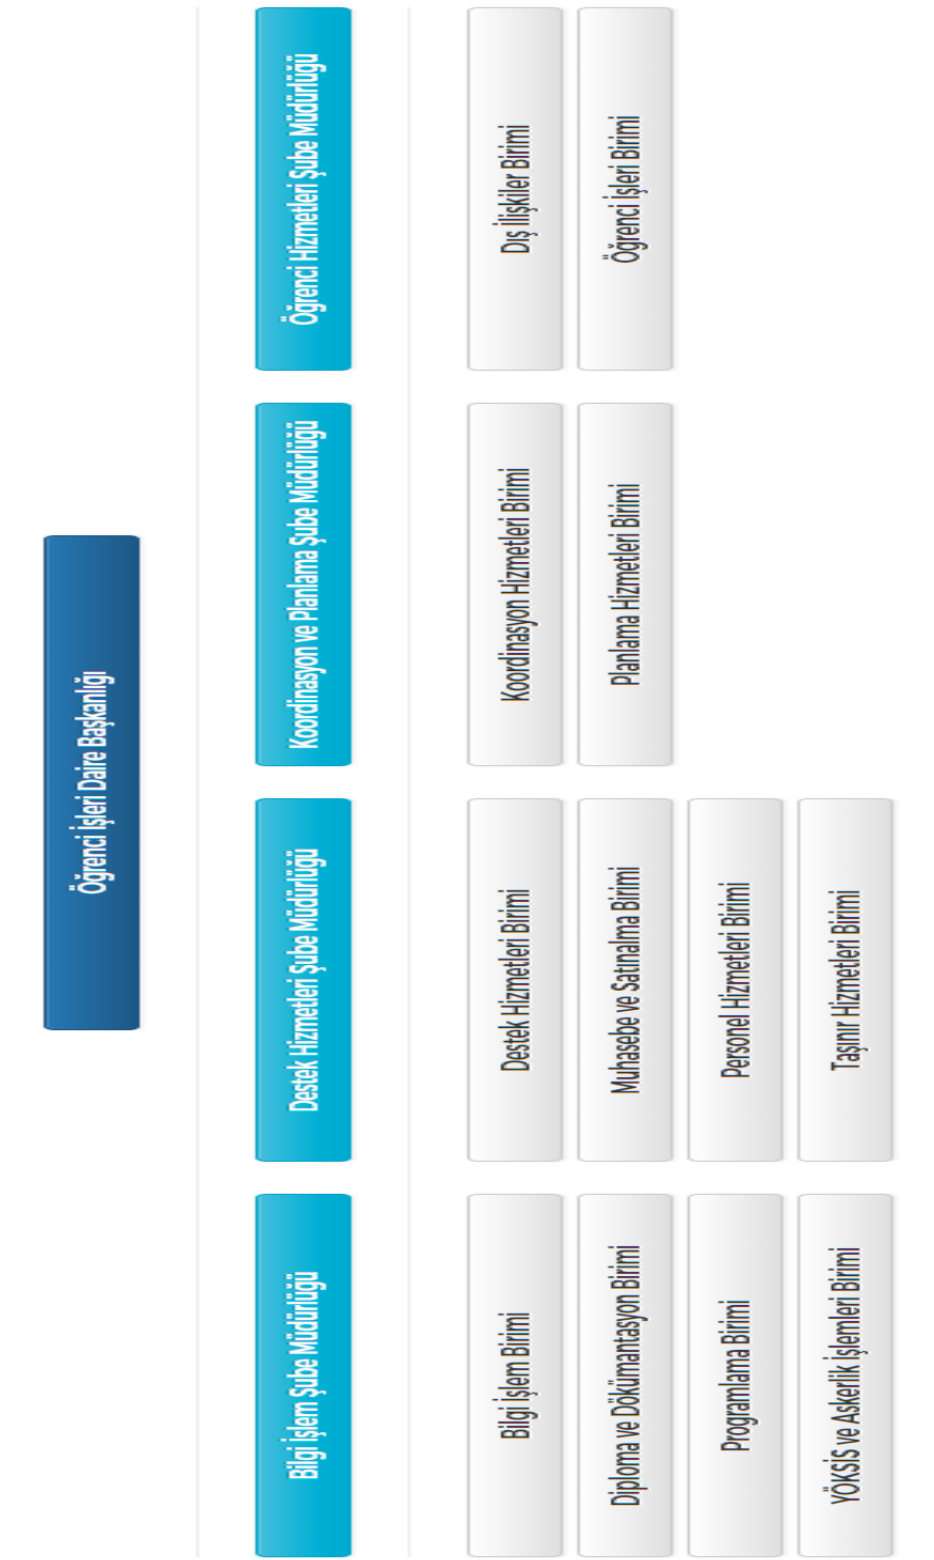 Öğrenci İşleri Daire Başkanlığı
Bilgi İşlem Şube Müdürlüğü
Destek Hizmetleri Şube Müdürlüğü
Koordinasyon ve Planlama Şube Müdürlüğü
Öğrenci Hizmetleri Şube Müdürlüğü
Bilgi İşlem Birimi
Destek Hizmetleri Birimi
Koordinasyon Hizmetleri Birimi
Dış İlişkiler Birimi
Diploma ve Dökümantasyon Birimi
Muhasebe ve Satınalma Birimi
Planlama Hizmetleri Birimi
Öğrenci İşleri Birimi
Programlama Birimi
Personel Hizmetleri Birimi
YÖKSİS ve Askerlik İşlemleri Birimi
Taşınır Hizmetleri Birimi